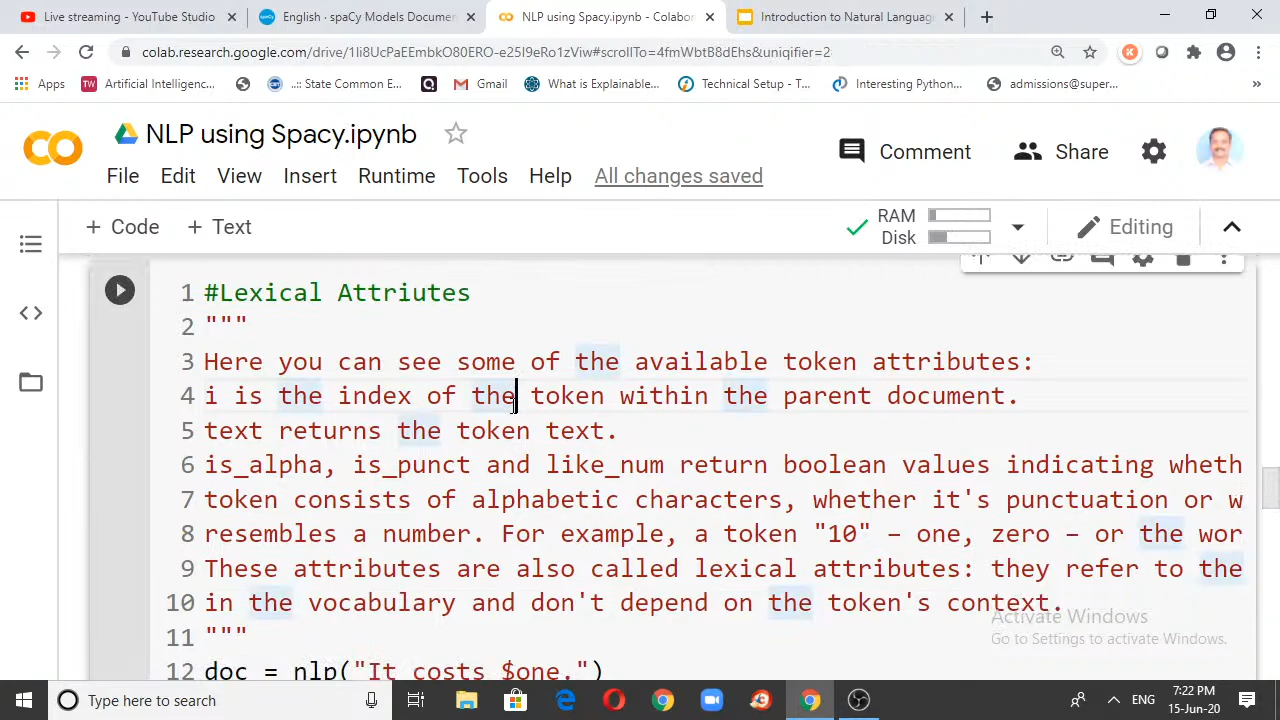 Live streaming - YouTube Studio
English · spaCy Models Documen
NLP using Spacy.ipynb - Colabor
Introduction to Natural Languag
colab.research.google.com/drive/1li8UcPaEEmbkO80ERO-e25I9eRo1zViw#scrollTo=4fmWbtB8dEhs&uniqifier=2
Apps
Artificial Intelligenc...
..:: State Common E...
Gmail
What is Explainable...
Technical Setup - T...
Interesting Python-...
admissions@super...
NLP using Spacy.ipynb
File Edit View Insert Runtime Tools Help All changes saved
Comment
Share
+ Code + Text
RAM
Disk
Editing
1 #Lexical Attriutes
2 """
3 Here you can see some of the available token attributes:
4 i is the index of the token within the parent document.
5 text returns the token text.
6 is_alpha, is_punct and like_num return boolean values indicating wheth
7 token consists of alphabetic characters, whether it's punctuation or w
8 resembles a number. For example, a token "10" – one, zero – or the wor
9 These attributes are also called lexical attributes: they refer to the
10 in the vocabulary and don't depend on the token's context.
11 """
12 doc = nlp("It costs $one.")
Activate Windows
Go to Settings to activate Windows.
Type here to search
ENG
7:22 PM
15-Jun-20